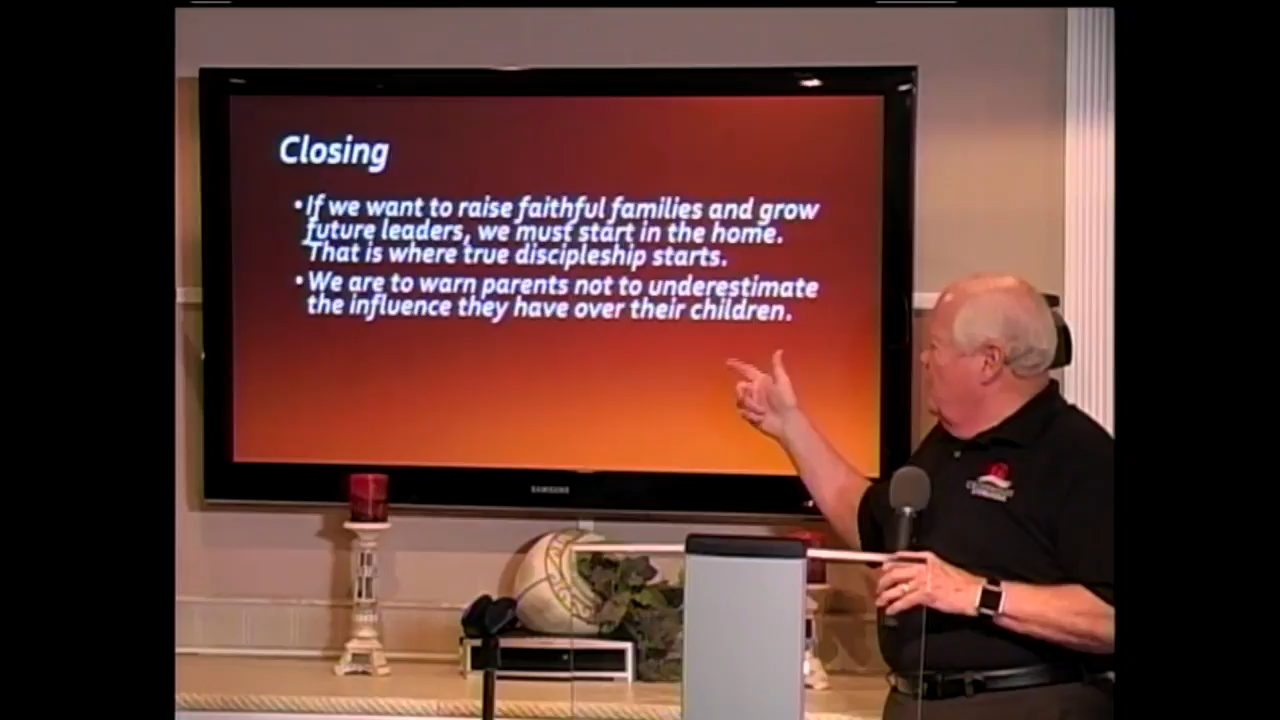 Closing
•If we want to raise faithful families and grow
future leaders, we must start in the home.
That is where true discipleship starts.
•We are to warn parents not to underestimate
the influence they have over their children.
SAMSUNG